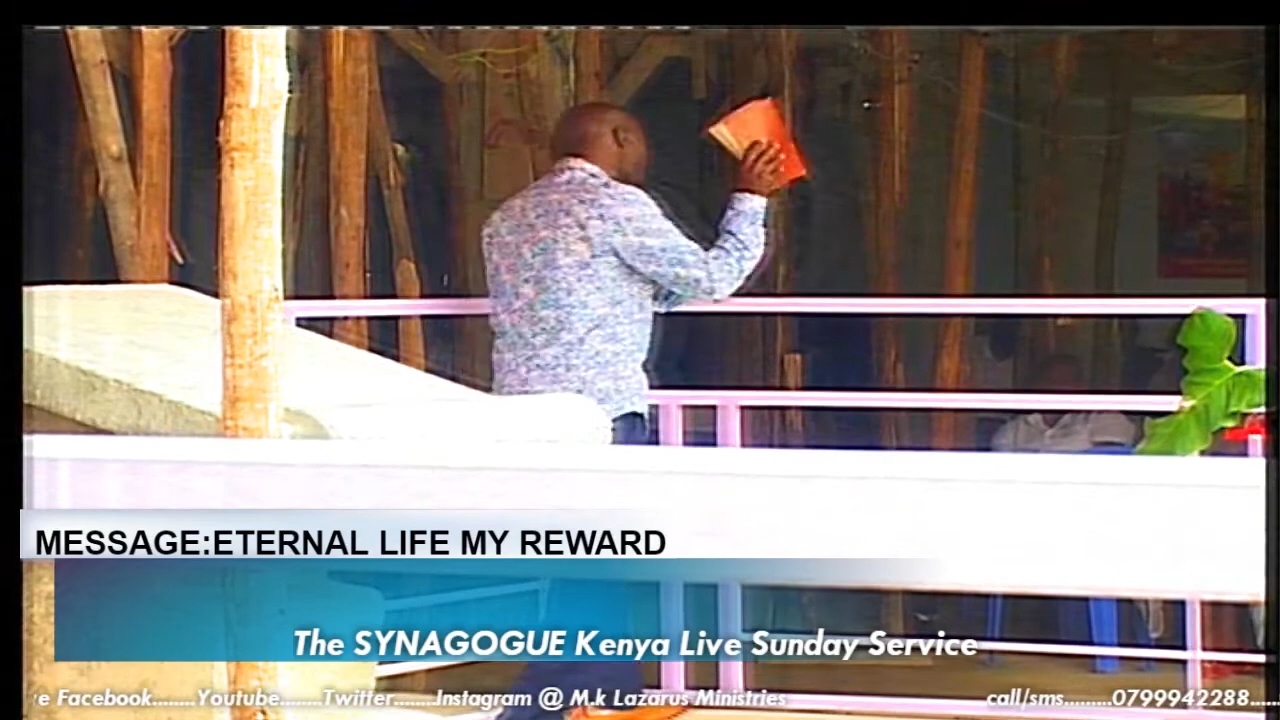 MESSAGE:ETERNAL LIFE MY REWARD
The SYNAGOGUE Kenya Live Sunday Service
e Facebook........Youtube........Twitter........Instagram @ M.k Lazarus Ministries
call/sms.........0799942288......